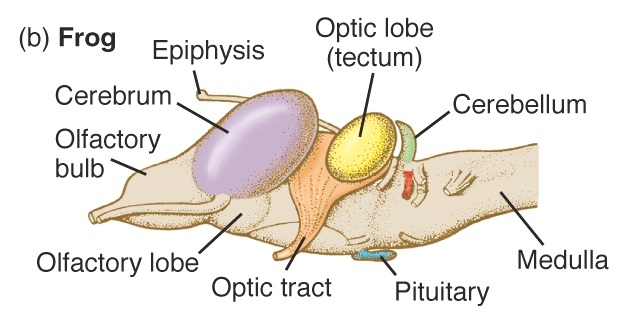 (b) Frog
Epiphysis
Optic lobe
(tectum)
Cerebrum
Cerebellum
Olfactory
bulb
Olfactory lobe
Optic tract
Pituitary
Medulla